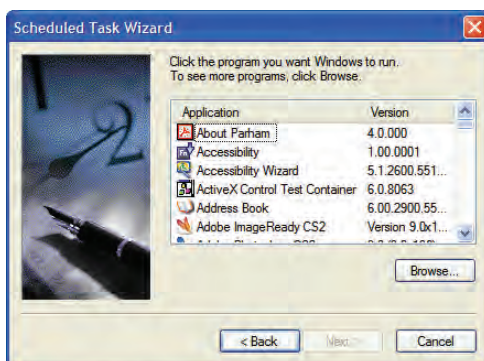 Scheduled Task Wizard
Click the program you want Windows to run.
To see more programs, click Browse.
Application Version
About Parham 4.0.000
Accessibility 1.00.0001
Accessibility Wizard 5.1.2600.551...
ActiveX Control Test Container 6.0.8063
Address Book 6.00.2900.55...
Adobe ImageReady CS2 Version 9.0x1...
Browse...
< Back Next Cancel
2